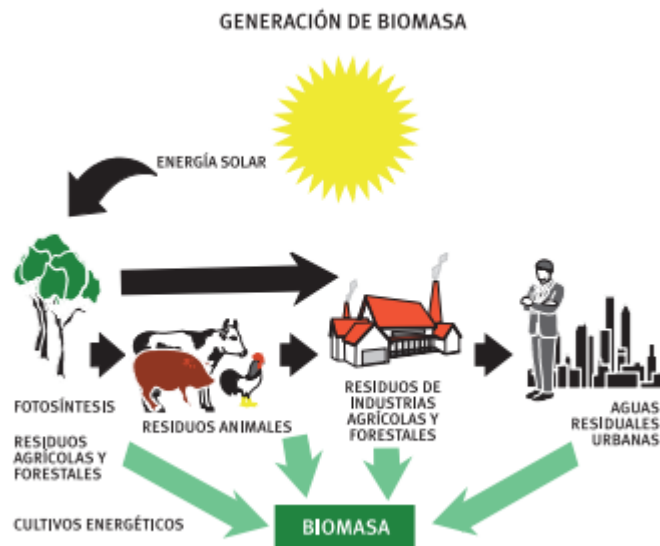 GENERACIÓN DE BIOMASA
ENERGÍA SOLAR
FOTOSÍNTESIS
RESIDUOS
AGRÍCOLAS Y
FORESTALES
CULTIVOS ENERGÉTICOS
RESIDUOS ANIMALES
RESIDUOS DE
INDUSTRIAS
AGRÍCOLAS Y
FORESTALES
AGUAS
RESIDUALES
URBANAS
BIOMASA